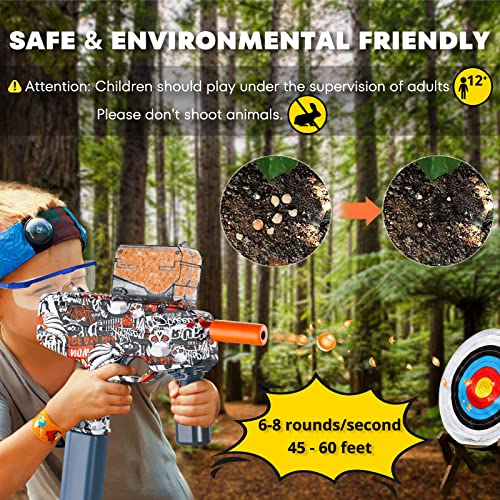 SAFE & ENVIRONMENTAL FRIENDLY
Attention: Children should play under the supervision of adults
12+
Please don't shoot animals.
6-8 rounds/second
45 - 60 feet